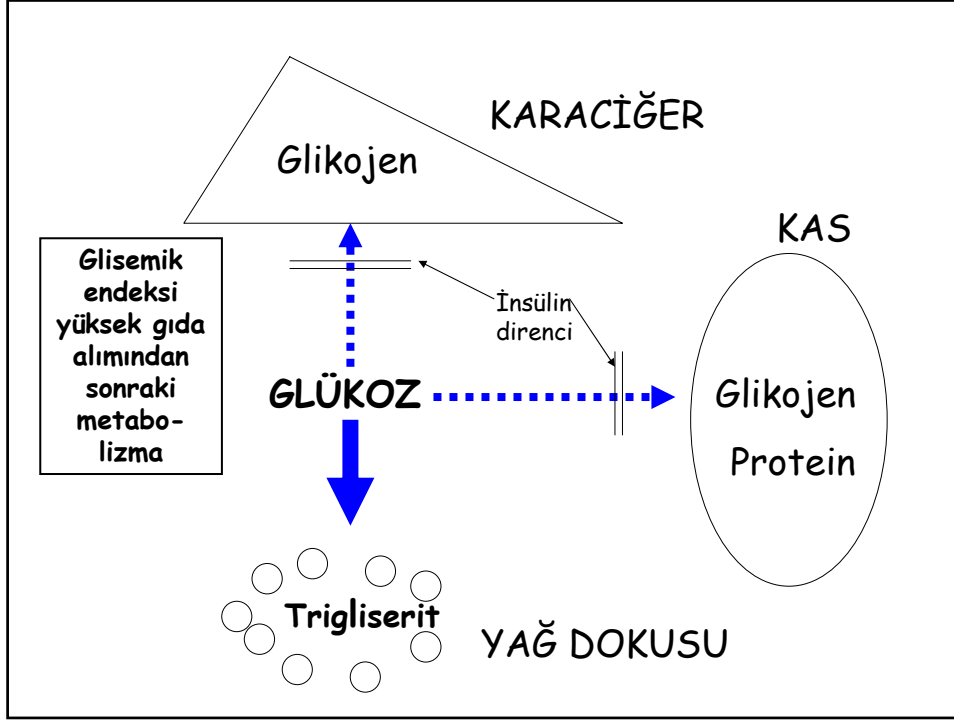 KARACİĞER
Glikojen
KAS
Glisemik
endeksi
yüksek gıda
alımından
sonraki
metabo-
lizma
İnsülin
direnci
GLÜKOZ
Glikojen
Protein
Trigliserit
YAĞ DOKUSU